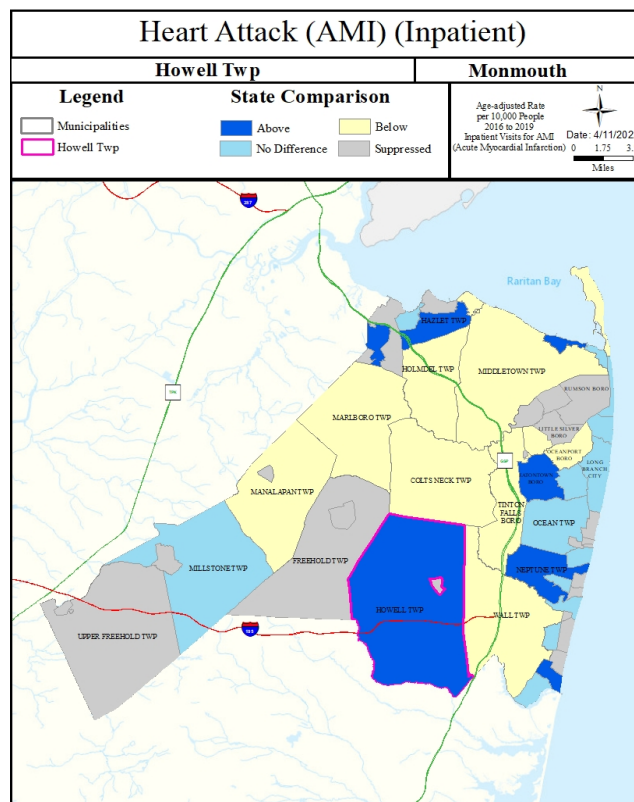 Heart Attack (AMI) (Inpatient)
Howell Twp
Monmouth
Legend
Municipalities
Howell Twp
State Comparison
Above
Below
No Difference
Suppressed
Age-adjusted Rate
per 10,000 People
2016 to 2019
Inpatient Visits for AMI
(Acute Myocardial Infarction)
N
Date: 4/11/202
0 1.75 3.
Miles
287
Raritan Bay
HAZLET TWP
HOLMDEL TWP
MIDDLETOWN TWP
RUMSON BORO
MARLBORO TWP
LITTLE SILVER
BORO
OCEANPORT
BORO
LONG
BRANCH
CITY
GSP
COLTS NECK TWP
MANALAPAN TWP
TINTON
FALLS
BORO
OCEAN TWP
FREEHOLD TWP
MILLSTONE TWP
NEPTUNE TWP
HOWELL TWP
WALL TWP
UPPER FREEHOLD TWP
195